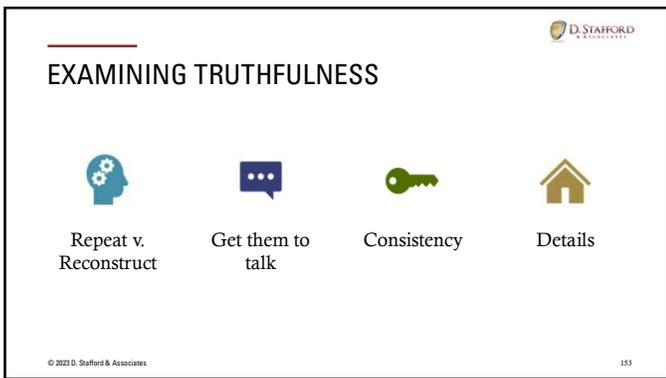 D. STAFFORD
& ASSOCIATES
EXAMINING TRUTHFULNESS
Repeat v.
Reconstruct
Get them to
talk
Consistency
Details
© 2023 D. Stafford & Associates
153